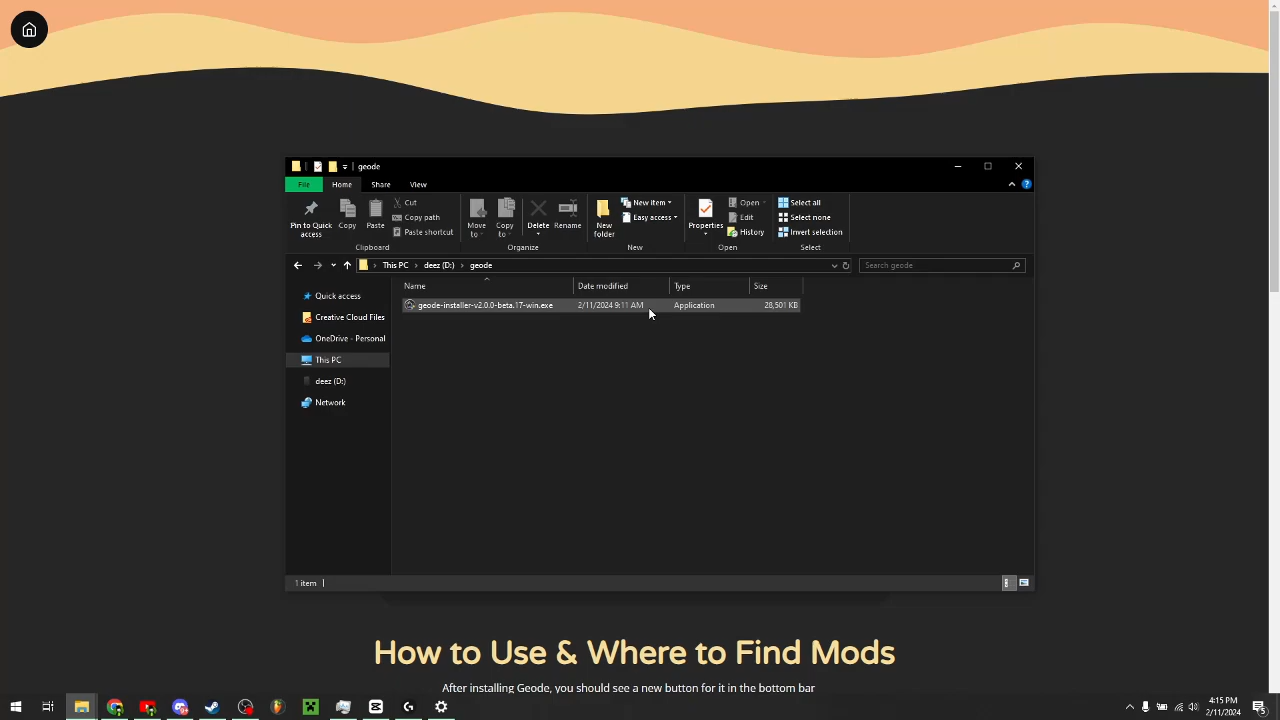 geode
File Home Share View
Pin to Quick access
Copy
Paste
Cut
Copy path
Paste shortcut
Clipboard
Move to
Copy to
Delete
Rename
Organize
New folder
New item
Easy access
New
Properties
Open
Edit
History
Open
Select all
Select none
Invert selection
Select
This PC > deez (D:) > geode
Search geode
Name Date modified Type Size
geode-installer-v2.0.0-beta.17-win.exe 2/11/2024 9:11 AM Application 28,501 KB
Quick access
Creative Cloud Files
OneDrive - Personal
This PC
deez (D:)
Network
1 item
How to Use & Where to Find Mods
After installing Geode, you should see a new button for it in the bottom bar
4:15 PM
2/11/2024
5